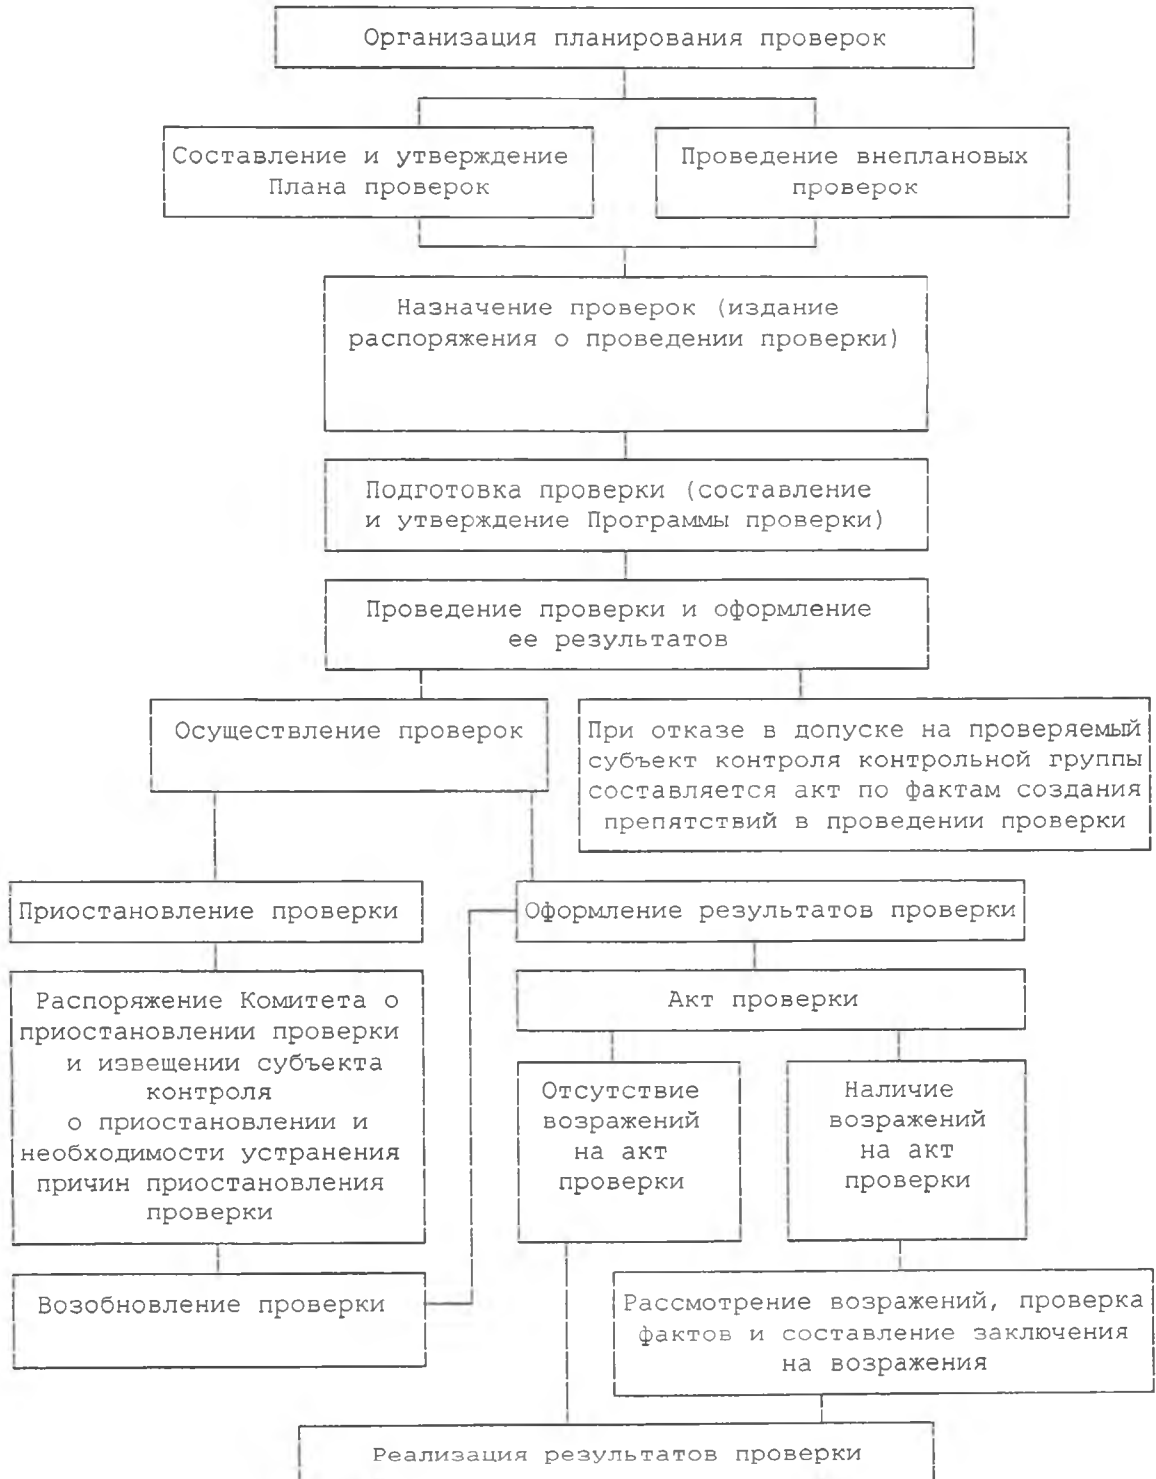 Организация планирования проверок
Составление и утверждение
Плана проверок
Проведение внеплановых
проверок
Назначение проверок (издание
распоряжения о проведении проверки)
Подготовка проверки (составление
и утверждение Программы проверки)
Проведение проверки и оформление
ее результатов
Осуществление проверок
При отказе в допуске на проверяемый
субъект контроля контрольной группы
составляется акт по фактам создания
препятствий в проведении проверки
Приостановление проверки
Оформление результатов проверки
Распоряжение Комитета о
приостановлении проверки
и извещении субъекта
контроля
о приостановлении и
необходимости устранения
причин приостановления
проверки
Акт проверки
Отсутствие
возражений
на акт
проверки
Наличие
возражений
на акт
проверки
Возобновление проверки
Рассмотрение возражений, проверка
фактов и составление заключения
на возражения
Реализация результатов проверки